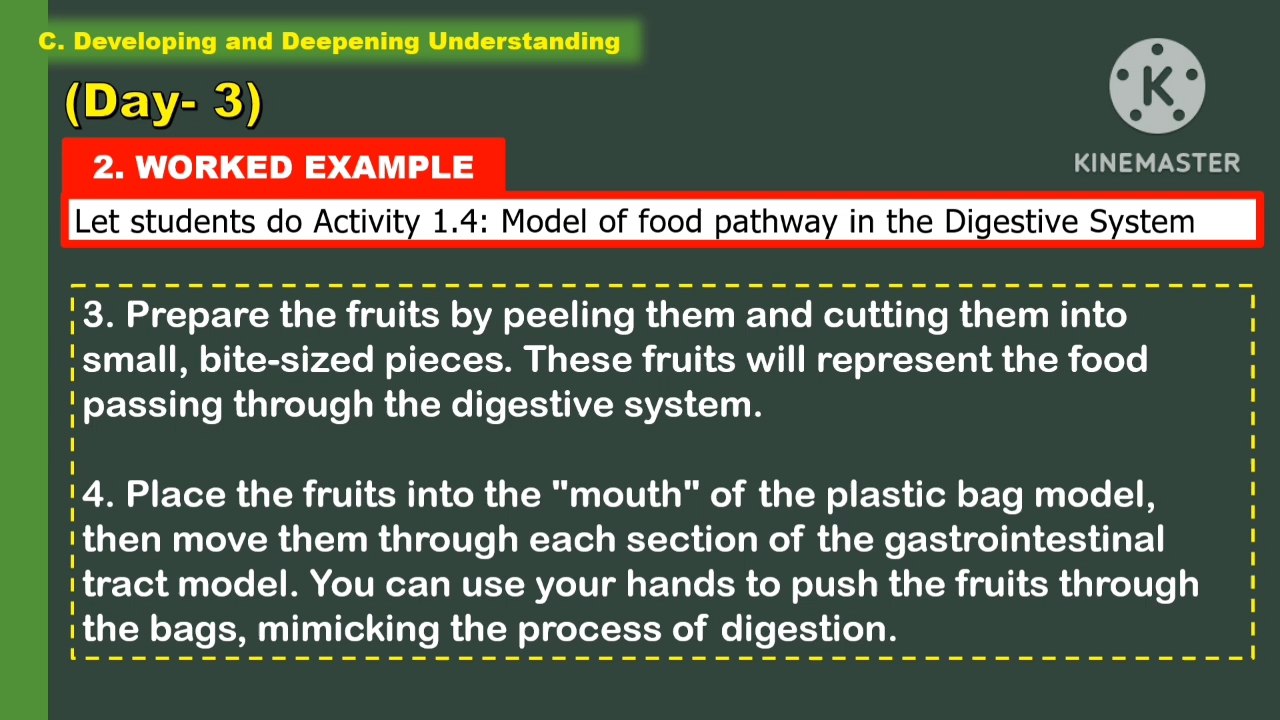 C. Developing and Deepening Understanding
(Day- 3)
K
KINEMASTER
2. WORKED EXAMPLE
Let students do Activity 1.4: Model of food pathway in the Digestive System
3. Prepare the fruits by peeling them and cutting them into
small, bite-sized pieces. These fruits will represent the food
passing through the digestive system.
4. Place the fruits into the "mouth" of the plastic bag model,
then move them through each section of the gastrointestinal
tract model. You can use your hands to push the fruits through
the bags, mimicking the process of digestion.